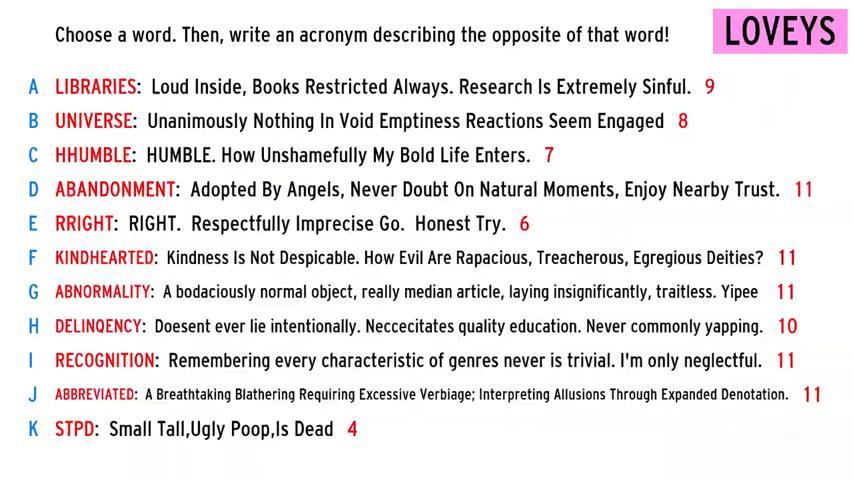 Choose a word. Then, write an acronym describing the opposite of that word!
LOVEYS
A LIBRARIES: Loud Inside, Books Restricted Always. Research Is Extremely Sinful. 9
B UNIVERSE: Unanimously Nothing In Void Emptiness Reactions Seem Engaged 8
C HHUMBLE: HUMBLE. How Unshamefully My Bold Life Enters. 7
D ABANDONMENT: Adopted By Angels, Never Doubt On Natural Moments, Enjoy Nearby Trust. 11
E RRIGHT: RIGHT. Respectfully Imprecise Go. Honest Try. 6
F KINDHEARTED: Kindness Is Not Despicable. How Evil Are Rapacious, Treacherous, Egregious Deities? 11
G ABNORMALITY: A bodaciously normal object, really median article, laying insignificantly, traitless. Yipee 11
H DELINQENCY: Doesent ever lie intentionally. Neccecitates quality education. Never commonly yapping. 10
I RECOGNITION: Remembering every characteristic of genres never is trivial. I'm only neglectful. 11
J ABBREVIATED: A Breathtaking Blathering Requiring Excessive Verbiage; Interpreting Allusions Through Expanded Denotation. 11
K STPD: Small Tall,Ugly Poop,Is Dead 4